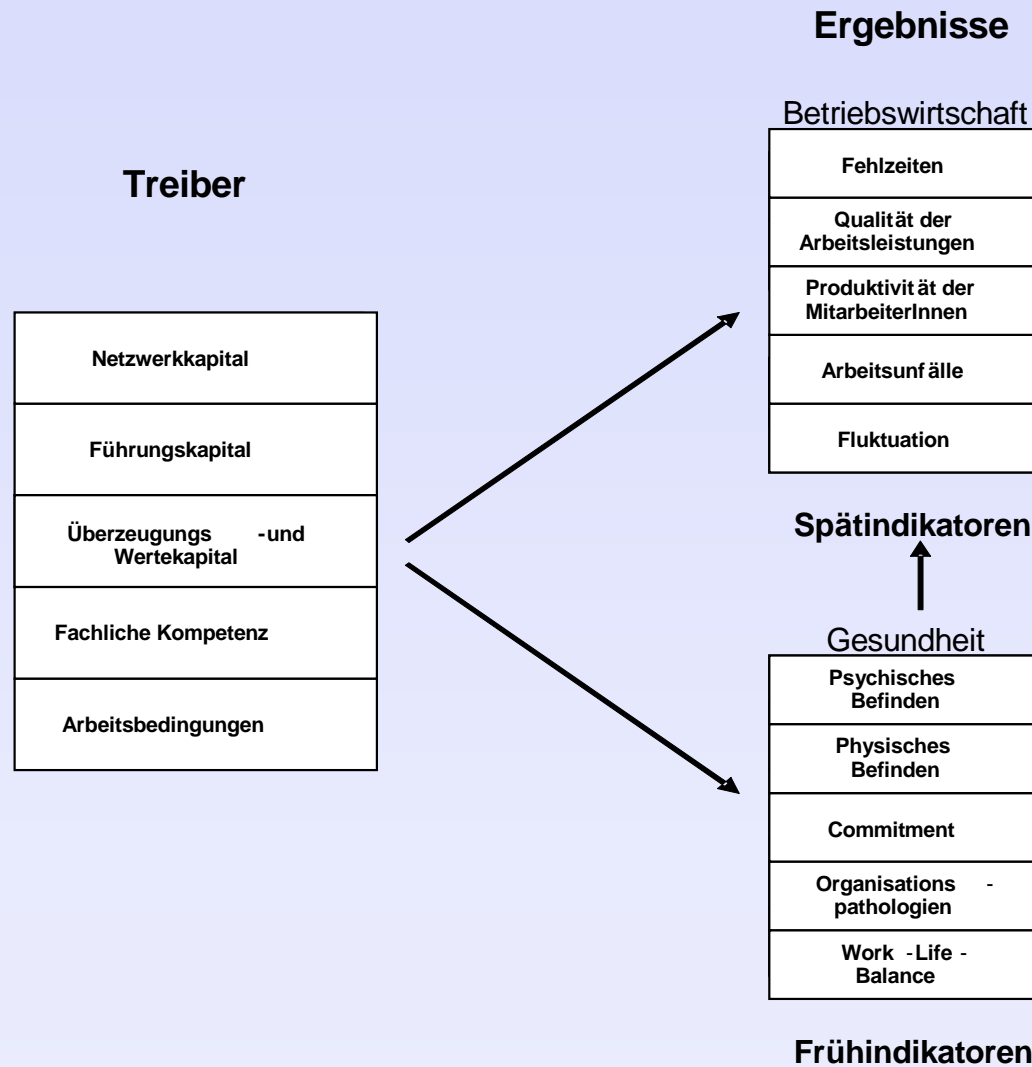 Treiber
Netzwerkkapital
Führungskapital
Überzeugungs -und
Wertekapital
Fachliche Kompetenz
Arbeitsbedingungen
Ergebnisse
Betriebswirtschaft
Fehlzeiten
Qualität der
Arbeitsleistungen
Produktivität der
MitarbeiterInnen
Arbeitsunfälle
Fluktuation
Spätindikatoren
Gesundheit
Psychisches
Befinden
Physisches
Befinden
Commitment
Organisations -
pathologien
Work -Life -
Balance
Frühindikatoren